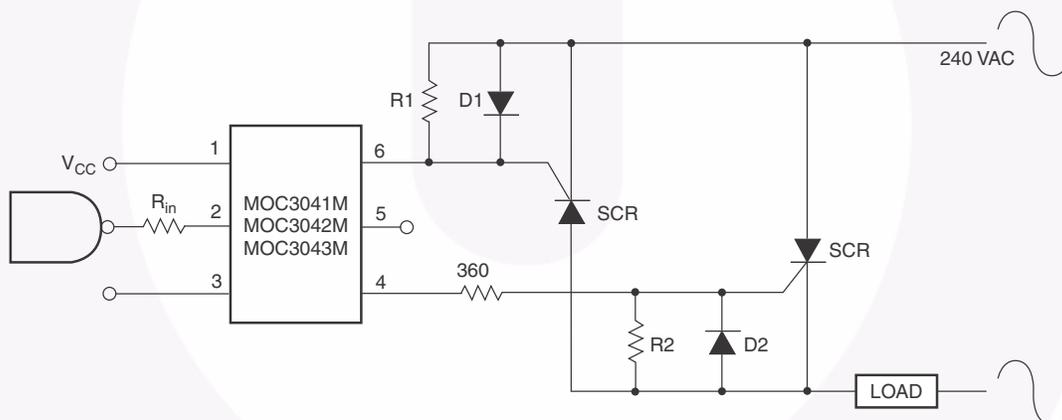 240 VAC
R1
D1
1
6
VCC
Rin
MOC3041M
2
5
SCR
MOC3042M
MOC3043M
SCR
360
3
4
R2
D2
LOAD